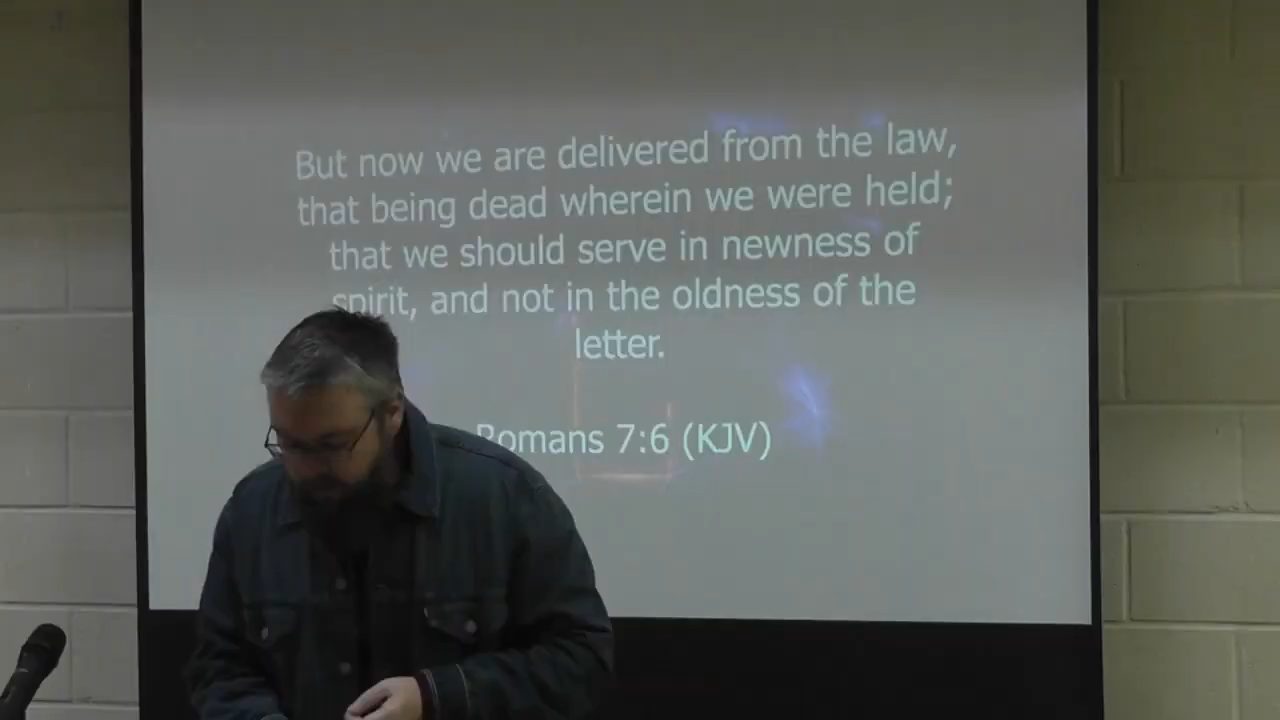 But now we are delivered from the law,
that being dead wherein we were held;
that we should serve in newness of
spirit, and not in the oldness of the
letter.
Romans 7:6 (KJV)